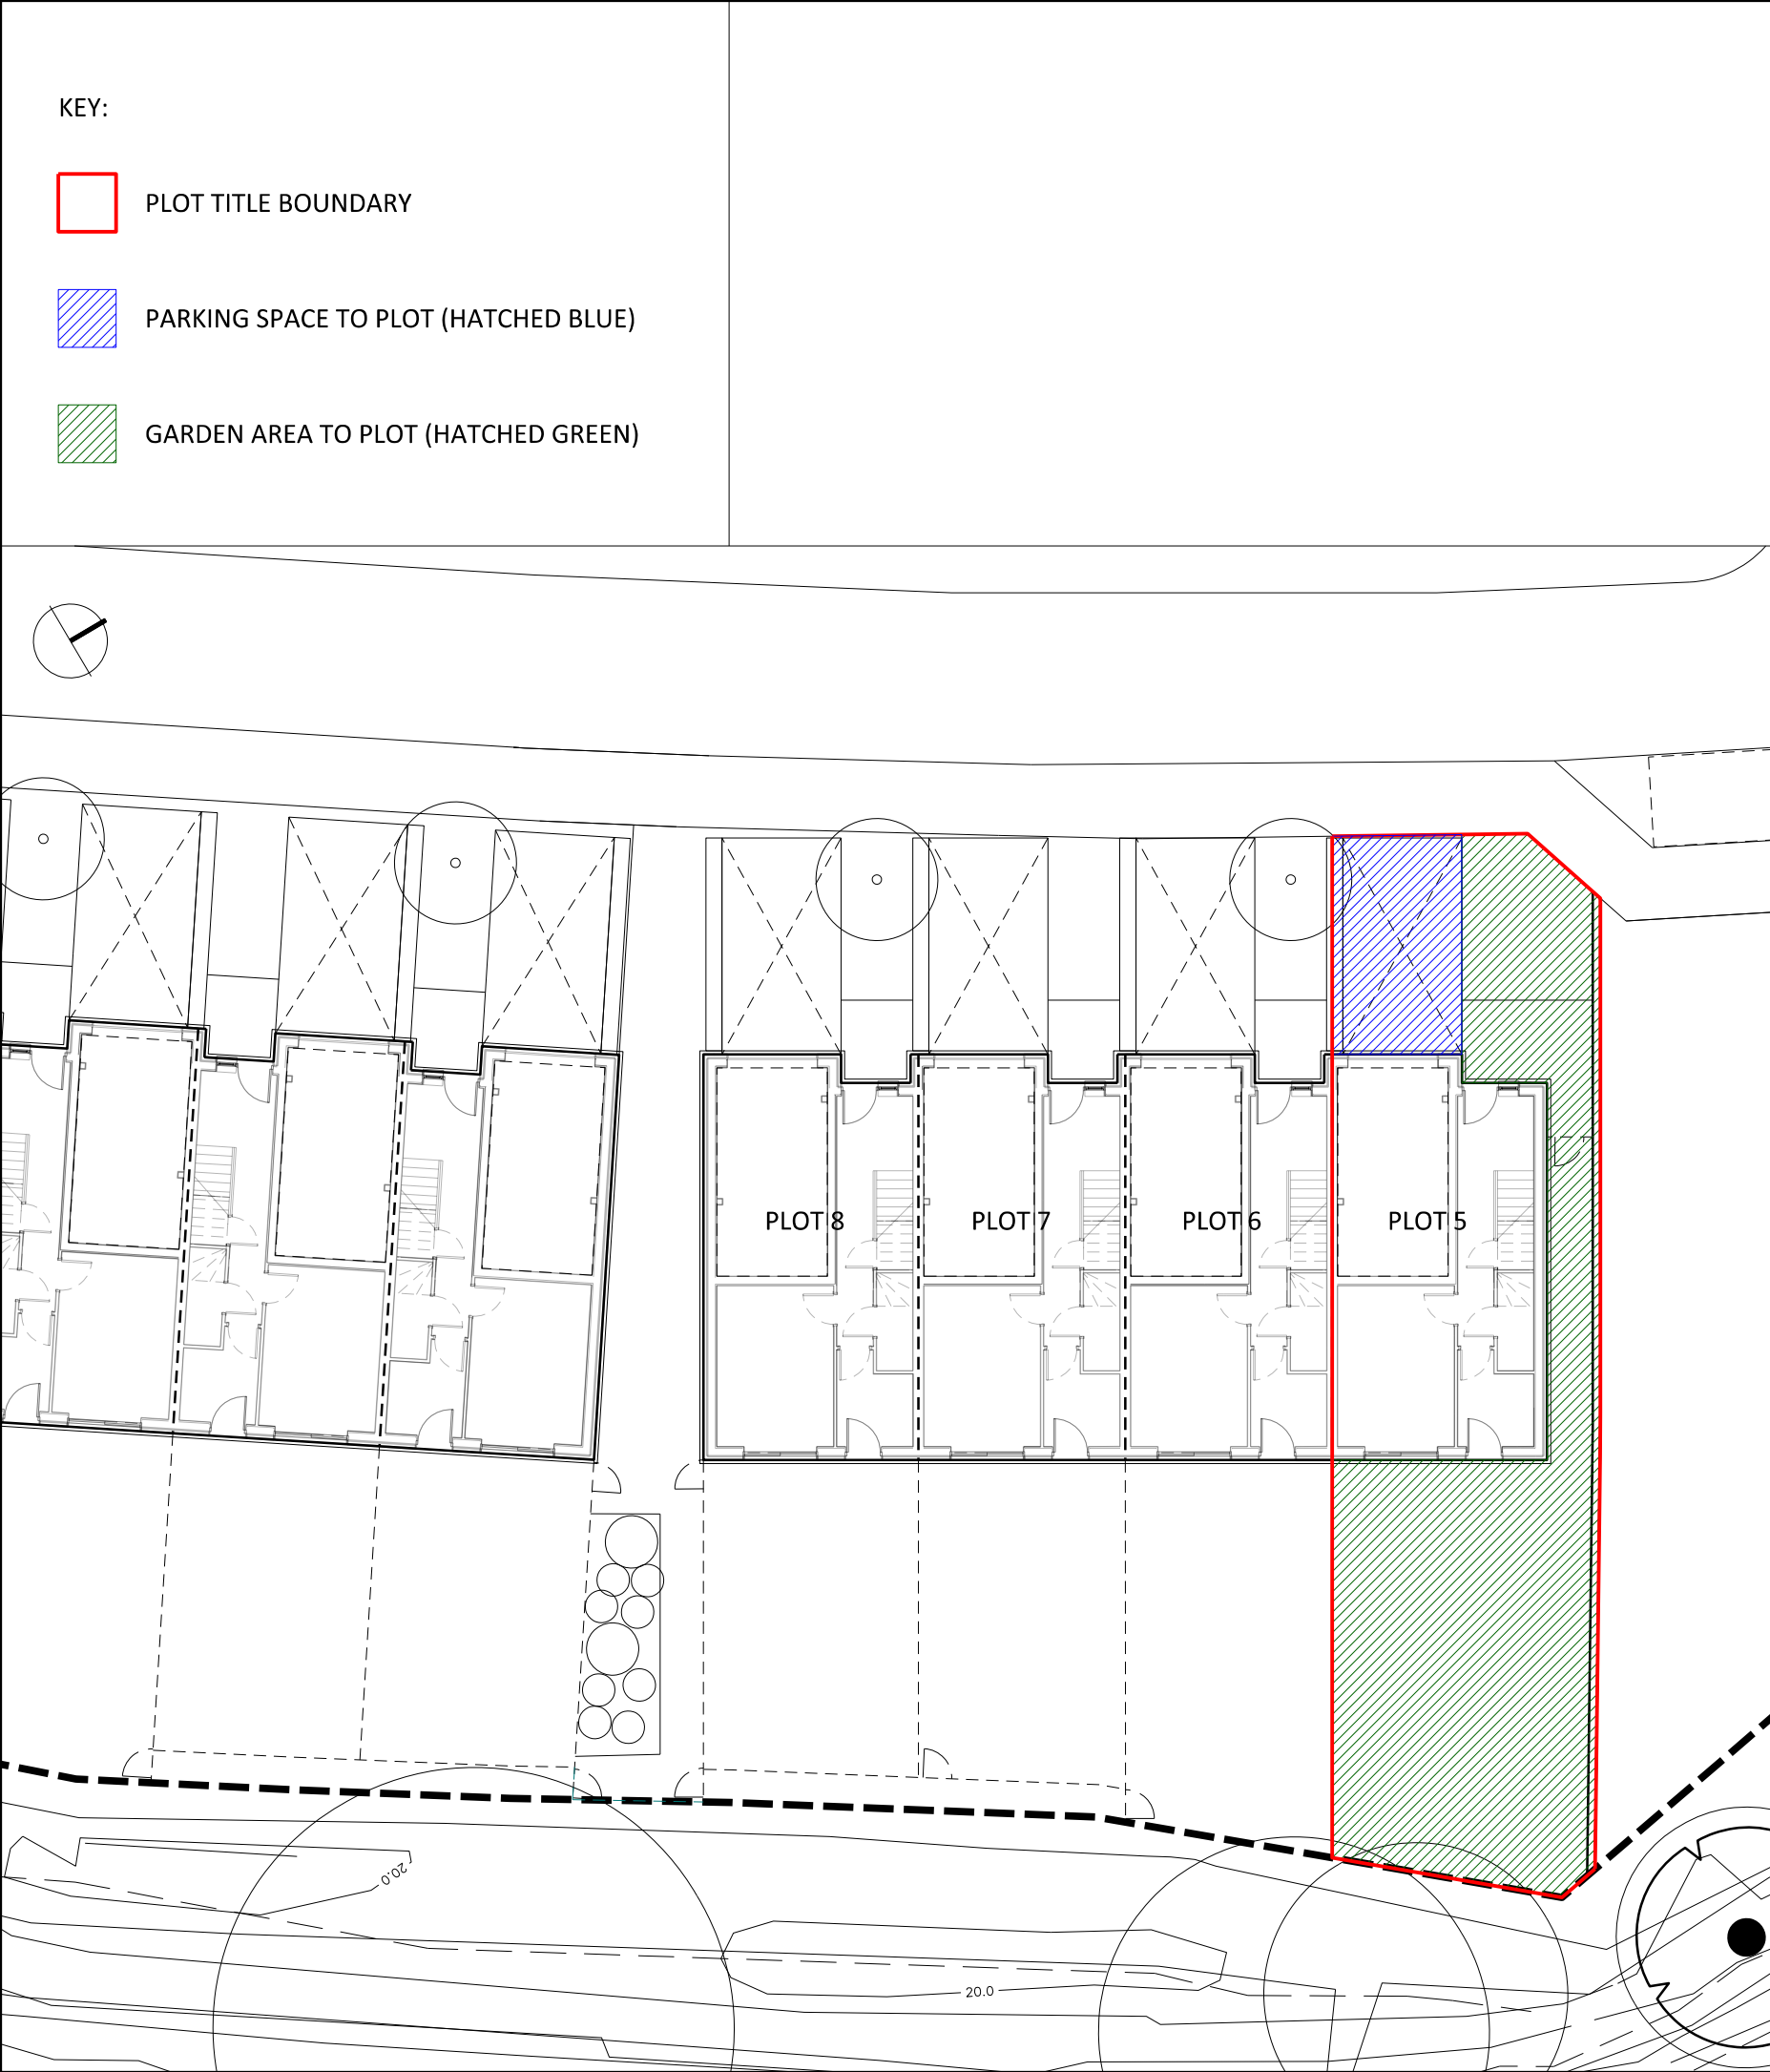 KEY:
PLOT TITLE BOUNDARY
PARKING SPACE TO PLOT (HATCHED BLUE)
GARDEN AREA TO PLOT (HATCHED GREEN)
PLOT 8
PLOT 7
PLOT 6
PLOT 5
20.0
20.0